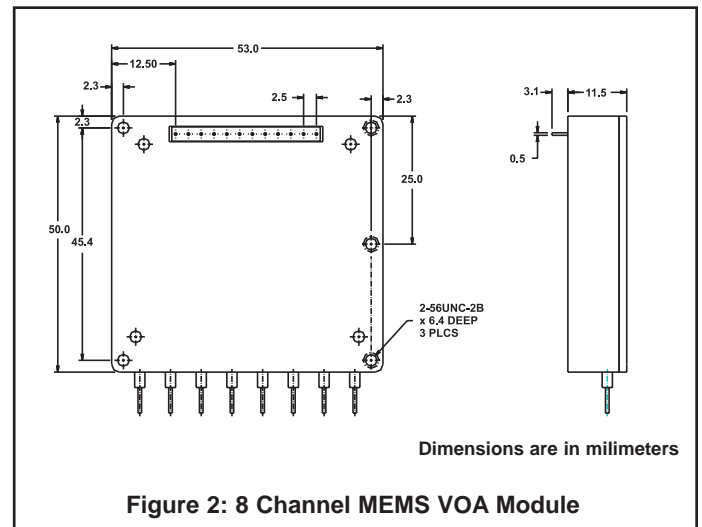 53.0
12.50
2.3
2.5
2.3
3.1
11.5
2.3
0.5
25.0
50.0
45.4
2-56UNC-2B
x 6.4 DEEP
3 PLCS
Dimensions are in milimeters
Figure 2: 8 Channel MEMS VOA Module